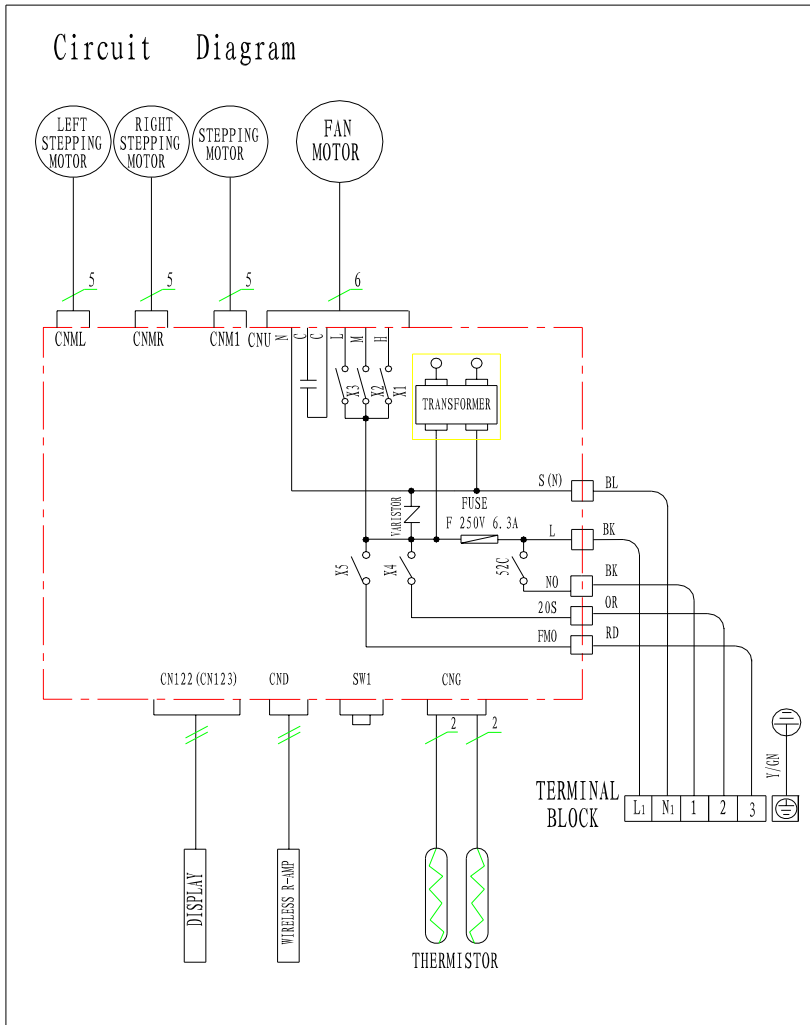 Circuit Diagram
LEFT
STEPPING
MOTOR
RIGHT
STEPPING
MOTOR
STEPPING
MOTOR
FAN
MOTOR
5
5
5
6
CNML
CNMR
CNM1
CNU
N
C
C
L
M
H
X3
X2
X1
TRANSFORMER
S(N)
BL
FUSE
F 250V 6.3A
VARISTOR
L
BK
X5
X4
52C
NO
BK
20S
OR
FMO
RD
CN122(CN123)
CND
SW1
CNG
2
2
Y/GN
TERMINAL
BLOCK
L1
N1
1
2
3
DISPLAY
WIRELESS R-AMP
THERMISTOR